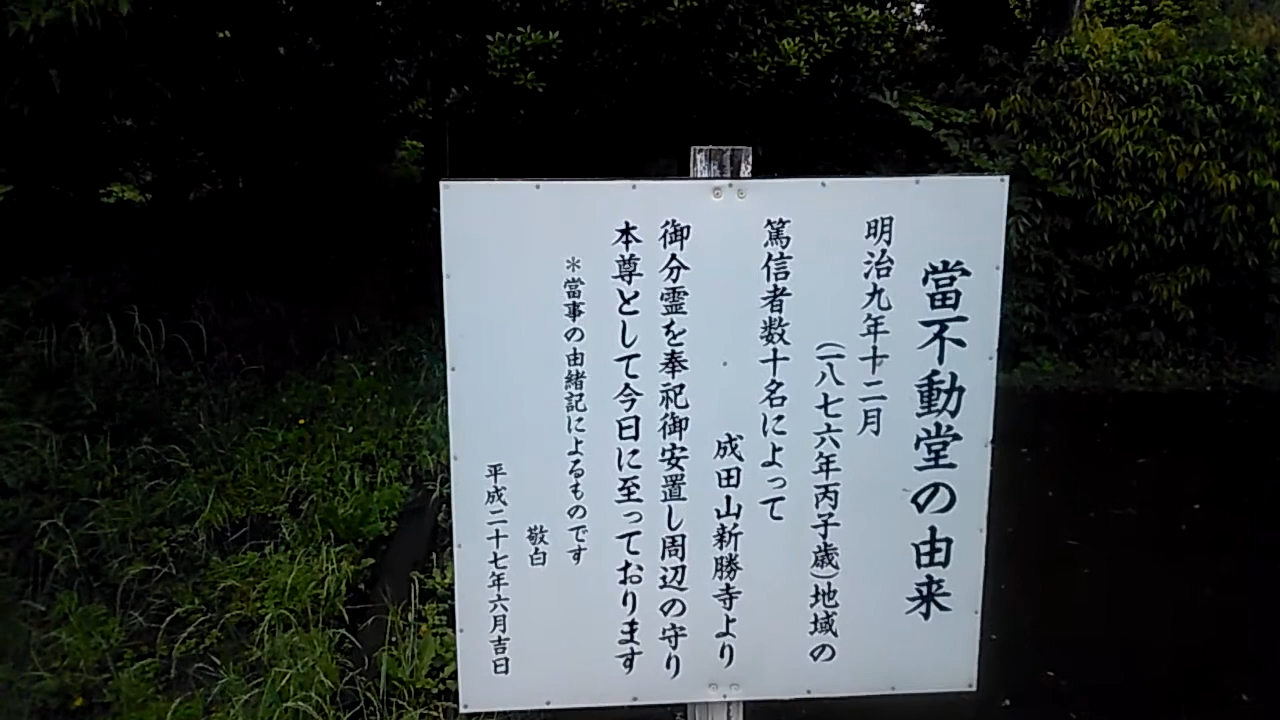 當不動堂の由来
明治九年十二月
(一八七六年丙子歳)地域の
篤信者数十名によって
成田山新勝寺より
御分霊を奉祀御安置し周辺の守り
本尊として今日に至っております
＊當事の由緒記によるものです
敬白
平成二十七年六月吉日